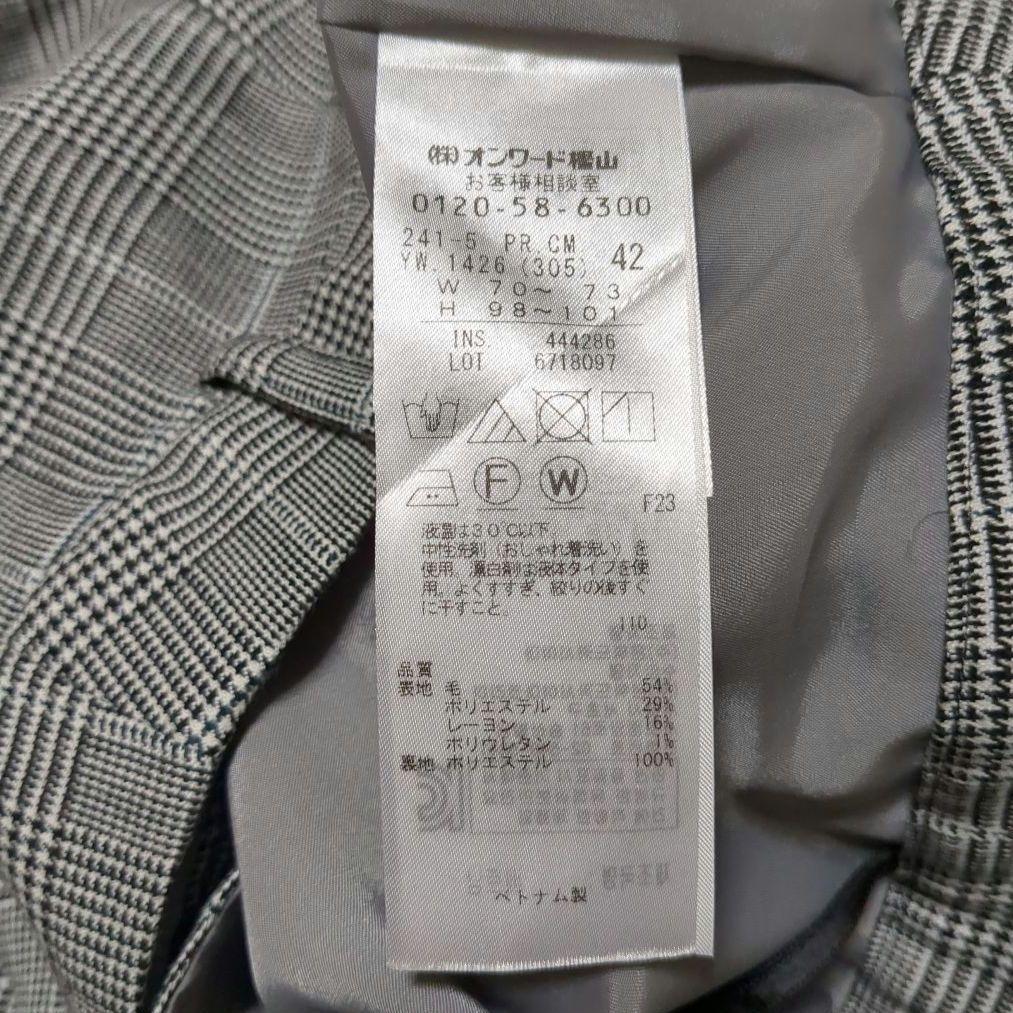 (株)オンワード樫山
お客様相談室
0120-58-6300
241-5 PR.CM 42
YW.1426 (305)
W 70～ 73
H 98～101
INS. 444286
LOT 6718097
F W
F23
液温は30℃以下
中性洗剤（おしゃれ着洗い）を
使用。漂白剤は液体タイプを使
用。よくすすぎ、絞りの後すぐ
に干すこと。
110
品質
表地 毛 54%
ポリエステル 29%
レーヨン 16%
ポリウレタン 1%
裏地 ポリエステル 100%
ベトナム製